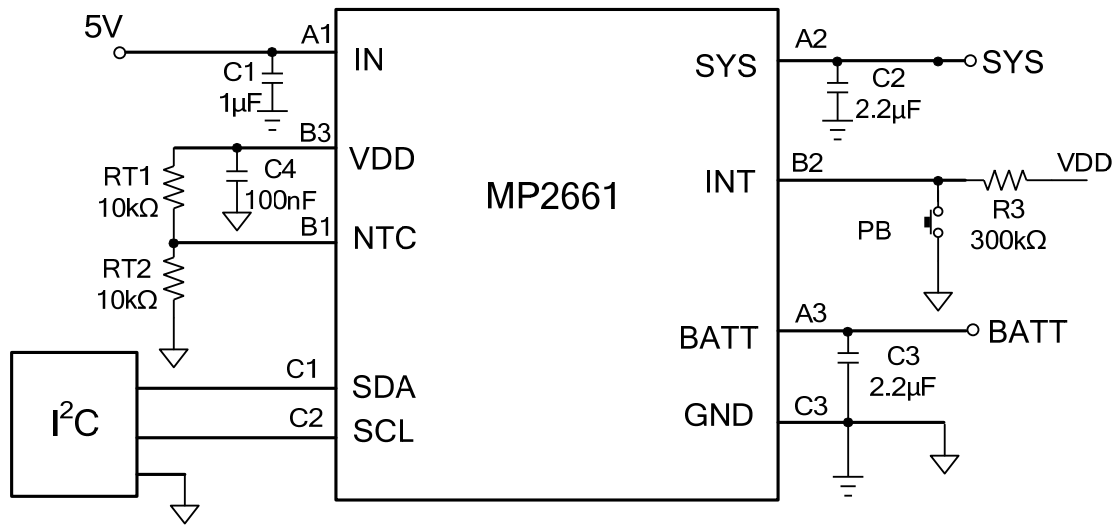 5V
A1
IN
C1
1µF
B3
VDD
RT1
10kΩ
C4
100nF
B1
NTC
RT2
10kΩ
I²C
C1
SDA
C2
SCL
MP2661
A2
SYS
SYS
C2
2.2µF
B2
INT
VDD
R3
300kΩ
PB
A3
BATT
BATT
C3
2.2µF
C3
GND